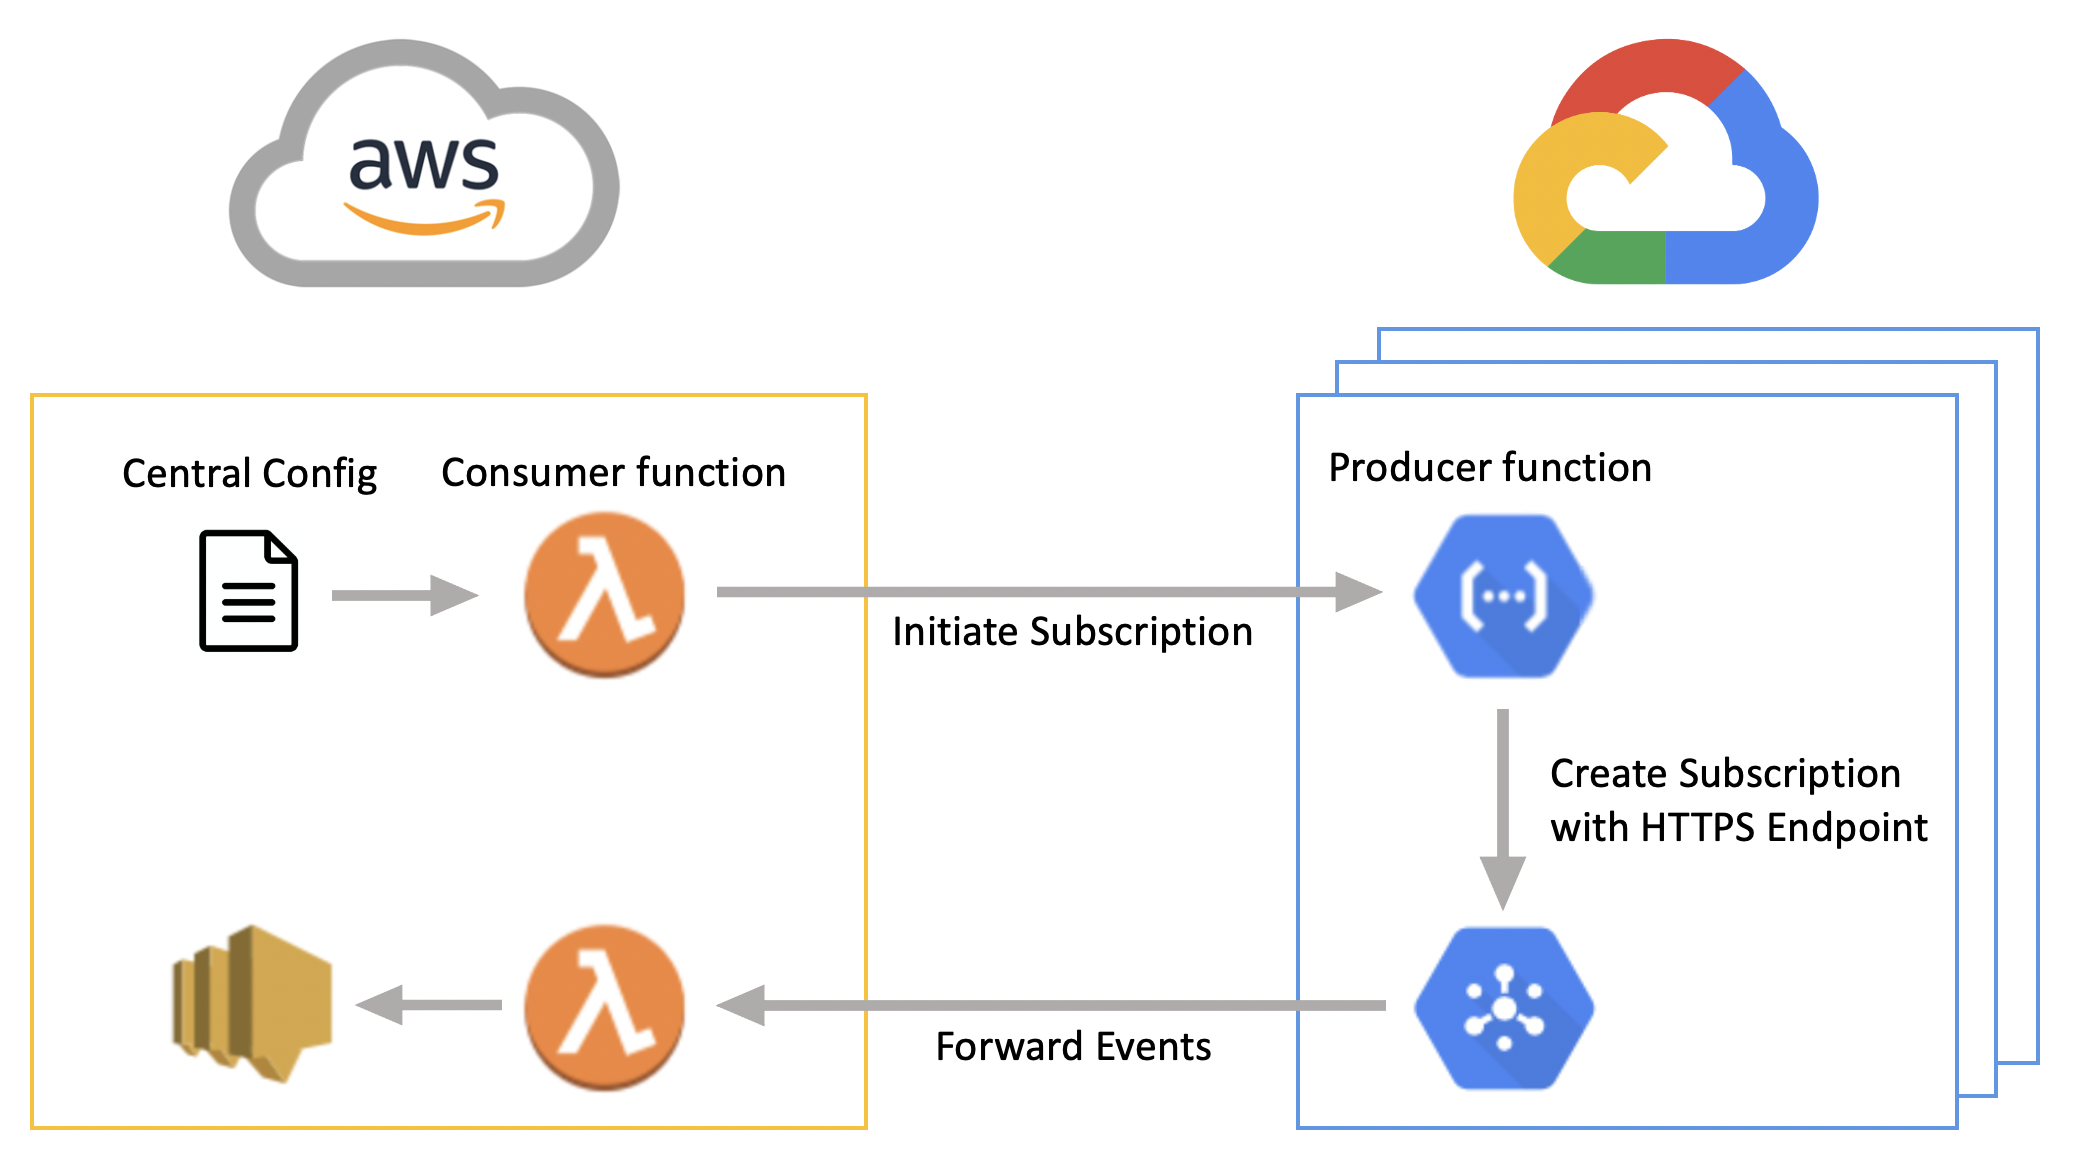 aws
Central Config
Consumer function
Producer function
Initiate Subscription
Create Subscription
with HTTPS Endpoint
Forward Events